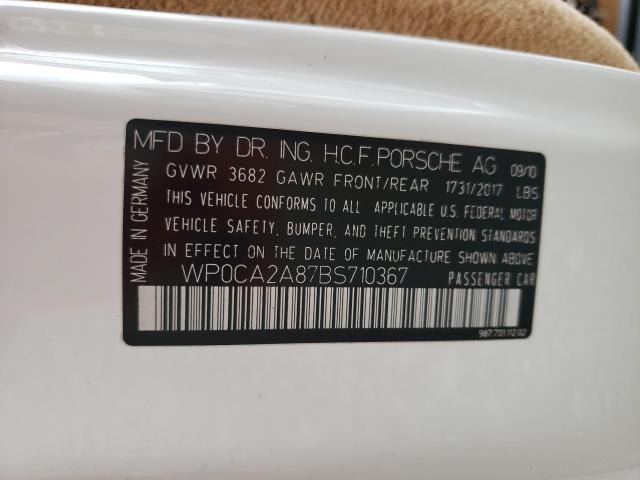 MFD BY DR. ING. H.C.F.PORSCHE AG 09/10
GVWR 3682 GAWR FRONT/REAR 1731/2017 LBS
THIS VEHICLE CONFORMS TO ALL APPLICABLE U.S. FEDERAL MOTOR
VEHICLE SAFETY, BUMPER, AND THEFT PREVENTION STANDARDS
IN EFFECT ON THE DATE OF MANUFACTURE SHOWN ABOVE.
WP0CA2A87BS710367 PASSENGER CAR
MADE IN GERMANY
987.701.112.02